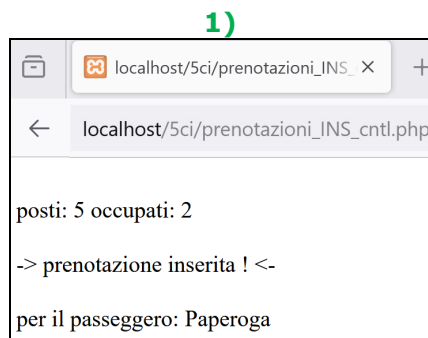 1)
localhost/5ci/prenotazioni_INS_
localhost/5ci/prenotazioni_INS_cntl.php
posti: 5 occupati: 2
-> prenotazione inserita ! <-
per il passeggero: Paperoga